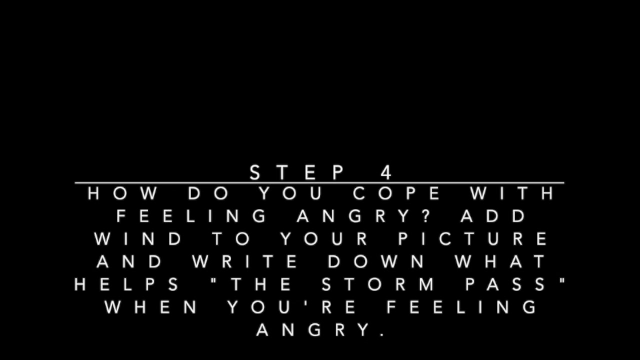 STEP 4
HOW DO YOU COPE WITH
FEELING ANGRY? ADD
WIND TO YOUR PICTURE
AND WRITE DOWN WHAT
HELPS "THE STORM PASS"
WHEN YOU'RE FEELING
ANGRY.